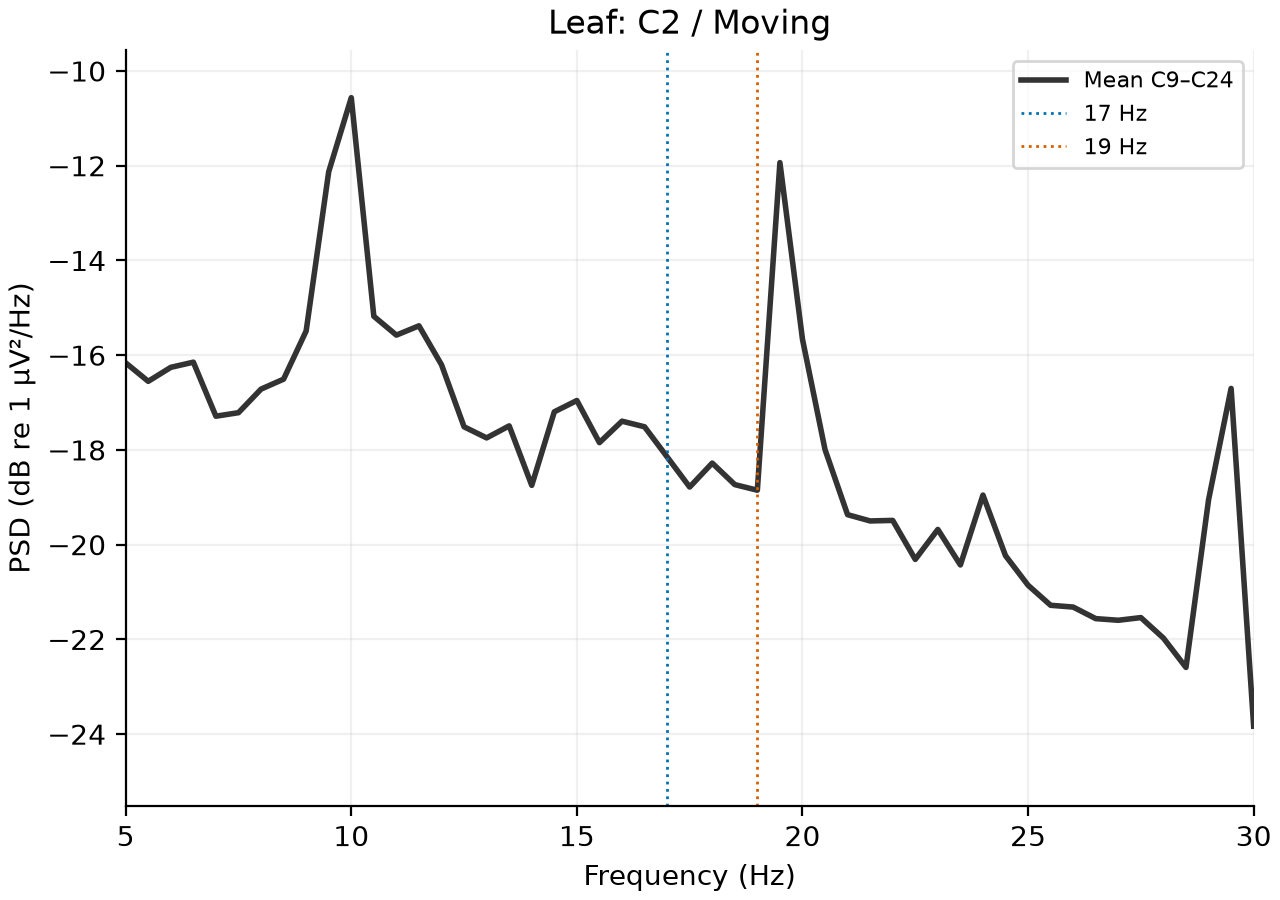 Leaf: C2 / Moving
Mean C9–C24
17 Hz
19 Hz
PSD (dB re 1 µV²/Hz)
−10
−12
−14
−16
−18
−20
−22
−24
5 10 15 20 25 30
Frequency (Hz)